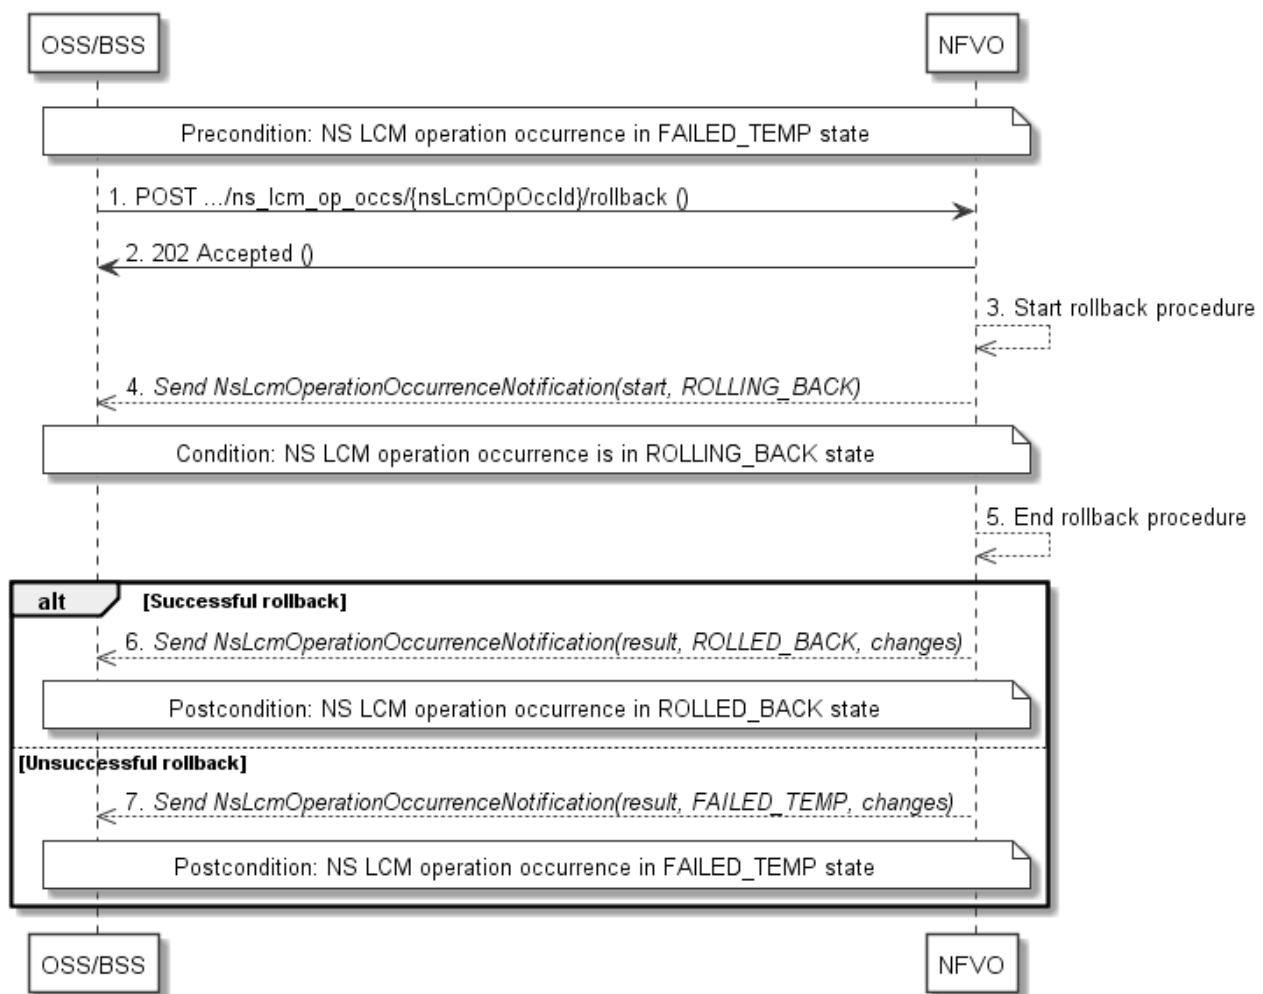 OSS/BSS
NFVO
Precondition: NS LCM operation occurrence in FAILED_TEMP state
1. POST .../ns_lcm_op_occs/{nsLcmOpOccId}/rollback ()
2. 202 Accepted ()
3. Start rollback procedure
4. Send NsLcmOperationOccurrenceNotification(start, ROLLING_BACK)
Condition: NS LCM operation occurrence is in ROLLING_BACK state
5. End rollback procedure
alt [Successful rollback]
6. Send NsLcmOperationOccurrenceNotification(result, ROLLED_BACK, changes)
Postcondition: NS LCM operation occurrence in ROLLED_BACK state
[Unsuccessful rollback]
7. Send NsLcmOperationOccurrenceNotification(result, FAILED_TEMP, changes)
Postcondition: NS LCM operation occurrence in FAILED_TEMP state
OSS/BSS
NFVO